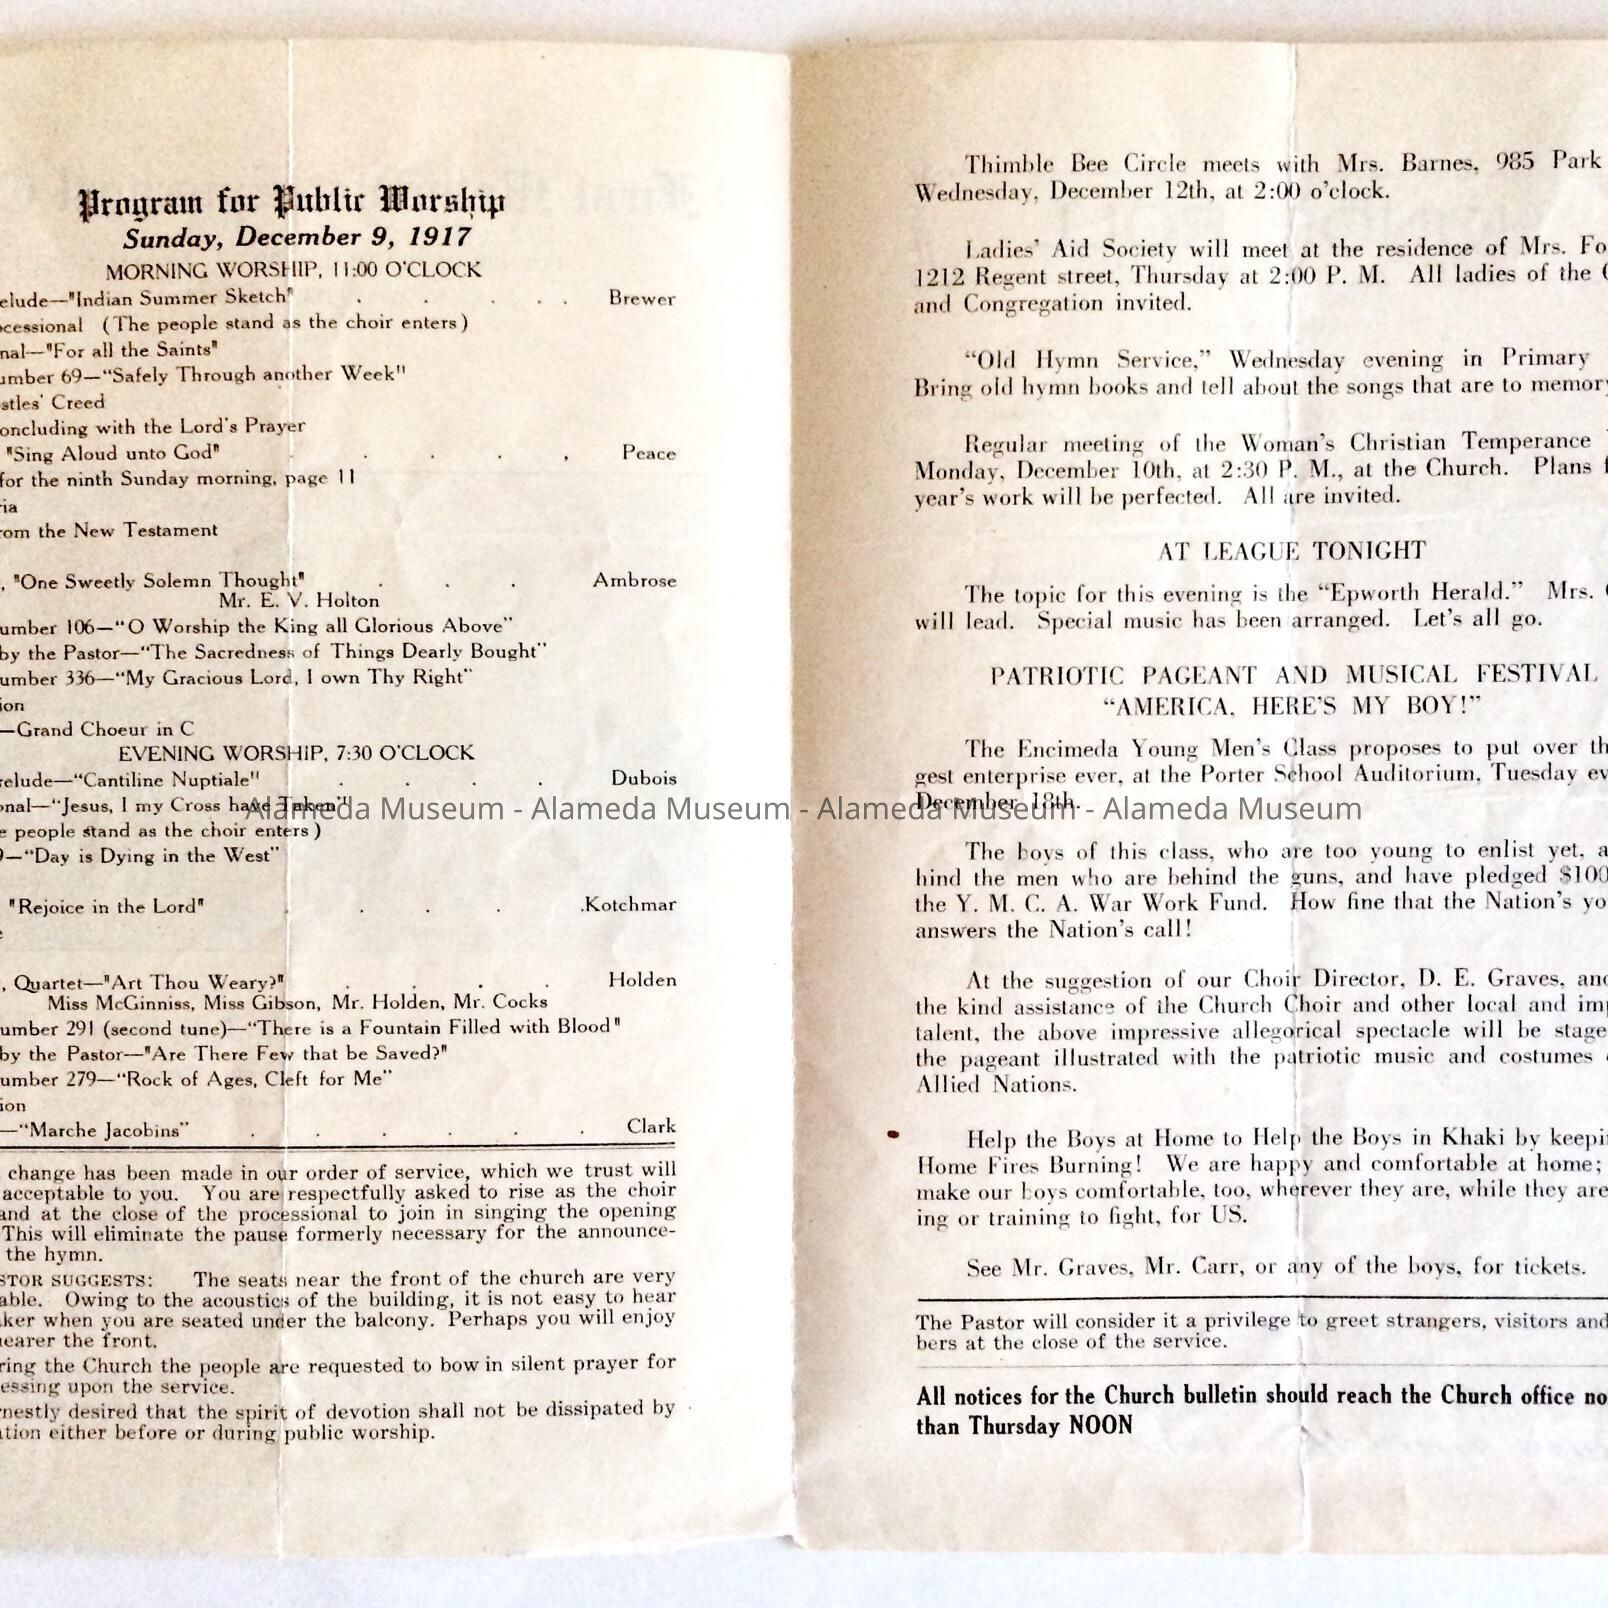 Program for Public Worship
Sunday, December 9, 1917
MORNING WORSHIP, 11:00 O'CLOCK
elude—"Indian Summer Sketch" . . . . Brewer
ocessional (The people stand as the choir enters)
nal—"For all the Saints"
umber 69—"Safely Through another Week"
stles' Creed
oncluding with the Lord's Prayer
"Sing Aloud unto God" . . . . , Peace
for the ninth Sunday morning, page 11
ria
rom the New Testament
, "One Sweetly Solemn Thought" . . . Ambrose
Mr. E. V. Holton
umber 106—"O Worship the King all Glorious Above"
by the Pastor—"The Sacredness of Things Dearly Bought"
umber 336—"My Gracious Lord, I own Thy Right"
ion
—Grand Choeur in C
EVENING WORSHIP, 7:30 O'CLOCK
relude—"Cantiline Nuptiale" . . . . Dubois
onal—"Jesus, I my Cross have Taken"
e people stand as the choir enters)
9—"Day is Dying in the West"
"Rejoice in the Lord" . . . . .Kotchmar
e
, Quartet—"Art Thou Weary?" . . . . Holden
Miss McGinniss, Miss Gibson, Mr. Holden, Mr. Cocks
umber 291 (second tune)—"There is a Fountain Filled with Blood"
by the Pastor—"Are There Few that be Saved?"
umber 279—"Rock of Ages, Cleft for Me"
ion
—"Marche Jacobins" . . . . . . Clark
change has been made in our order of service, which we trust will
acceptable to you. You are respectfully asked to rise as the choir
and at the close of the processional to join in singing the opening
This will eliminate the pause formerly necessary for the announce-
the hymn.
STOR SUGGESTS: The seats near the front of the church are very
able. Owing to the acoustics of the building, it is not easy to hear
ker when you are seated under the balcony. Perhaps you will enjoy
nearer the front.
ring the Church the people are requested to bow in silent prayer for
essing upon the service.
rnestly desired that the spirit of devotion shall not be dissipated by
ation either before or during public worship.
Thimble Bee Circle meets with Mrs. Barnes, 985 Park
Wednesday, December 12th, at 2:00 o'clock.
Ladies' Aid Society will meet at the residence of Mrs. Fo
1212 Regent street, Thursday at 2:00 P. M. All ladies of the C
and Congregation invited.
"Old Hymn Service," Wednesday evening in Primary
Bring old hymn books and tell about the songs that are to memory
Regular meeting of the Woman's Christian Temperance
Monday, December 10th, at 2:30 P. M., at the Church. Plans f
year's work will be perfected. All are invited.
AT LEAGUE TONIGHT
The topic for this evening is the "Epworth Herald." Mrs.
will lead. Special music has been arranged. Let's all go.
PATRIOTIC PAGEANT AND MUSICAL FESTIVAL
"AMERICA, HERE'S MY BOY!"
The Encimeda Young Men's Class proposes to put over th
gest enterprise ever, at the Porter School Auditorium, Tuesday ev
December 18th.
The boys of this class, who are too young to enlist yet, a
hind the men who are behind the guns, and have pledged $100
the Y. M. C. A. War Work Fund. How fine that the Nation's yo
answers the Nation's call!
At the suggestion of our Choir Director, D. E. Graves, and
the kind assistance of the Church Choir and other local and imp
talent, the above impressive allegorical spectacle will be stage
the pageant illustrated with the patriotic music and costumes
Allied Nations.
Help the Boys at Home to Help the Boys in Khaki by keepi
Home Fires Burning! We are happy and comfortable at home;
make our boys comfortable, too, wherever they are, while they are
ing or training to fight, for US.
See Mr. Graves, Mr. Carr, or any of the boys, for tickets.
The Pastor will consider it a privilege to greet strangers, visitors and
bers at the close of the service.
All notices for the Church bulletin should reach the Church office no
than Thursday NOON
Alameda Museum - Alameda Museum - Alameda Museum - Alameda Museum